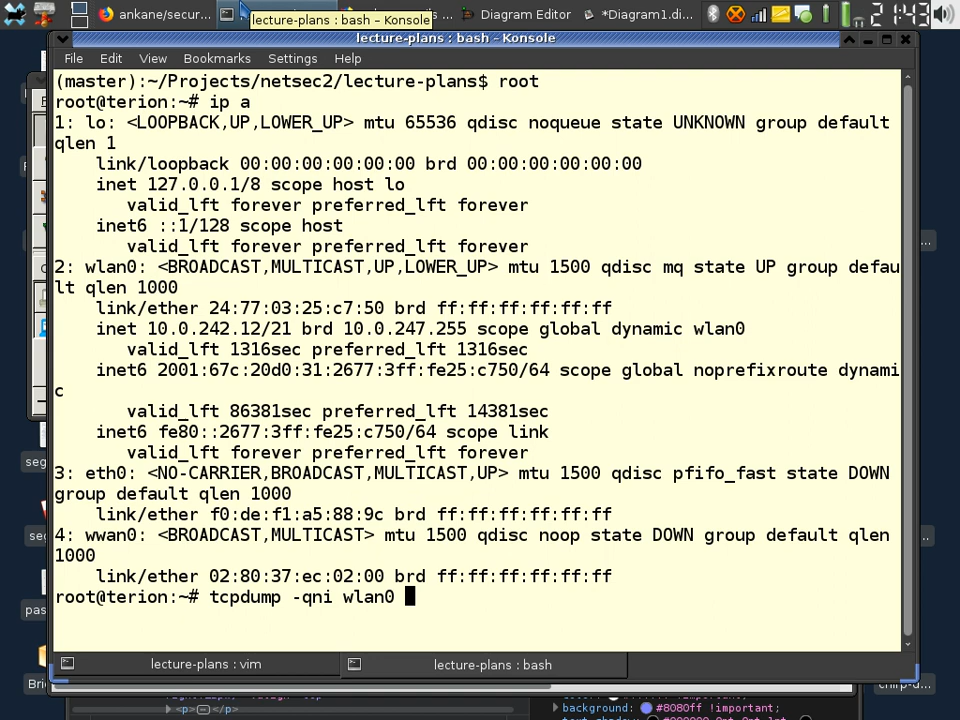 ankane/secur...
lecture-plans : bash – Konsole
...
Diagram Editor
*Diagram1.di...
21:43
lecture-plans : bash – Konsole
File Edit View Bookmarks Settings Help
(master):~/Projects/netsec2/lecture-plans$ root
root@terion:~# ip a
1: lo: <LOOPBACK,UP,LOWER_UP> mtu 65536 qdisc noqueue state UNKNOWN group default
qlen 1
link/loopback 00:00:00:00:00:00 brd 00:00:00:00:00:00
inet 127.0.0.1/8 scope host lo
valid_lft forever preferred_lft forever
inet6 ::1/128 scope host
valid_lft forever preferred_lft forever
2: wlan0: <BROADCAST,MULTICAST,UP,LOWER_UP> mtu 1500 qdisc mq state UP group defau
lt qlen 1000
link/ether 24:77:03:25:c7:50 brd ff:ff:ff:ff:ff:ff
inet 10.0.242.12/21 brd 10.0.247.255 scope global dynamic wlan0
valid_lft 1316sec preferred_lft 1316sec
inet6 2001:67c:20d0:31:2677:3ff:fe25:c750/64 scope global noprefixroute dynami
c
valid_lft 86381sec preferred_lft 14381sec
inet6 fe80::2677:3ff:fe25:c750/64 scope link
valid_lft forever preferred_lft forever
3: eth0: <NO-CARRIER,BROADCAST,MULTICAST,UP> mtu 1500 qdisc pfifo_fast state DOWN
group default qlen 1000
link/ether f0:de:f1:a5:88:9c brd ff:ff:ff:ff:ff:ff
4: wwan0: <BROADCAST,MULTICAST> mtu 1500 qdisc noop state DOWN group default qlen
1000
link/ether 02:80:37:ec:02:00 brd ff:ff:ff:ff:ff:ff
root@terion:~# tcpdump -qni wlan0
seg
seg
pas
Bri
chirp-d...
lecture-plans : vim
lecture-plans : bash
<p>
</p>
background:
#8080ff !important;